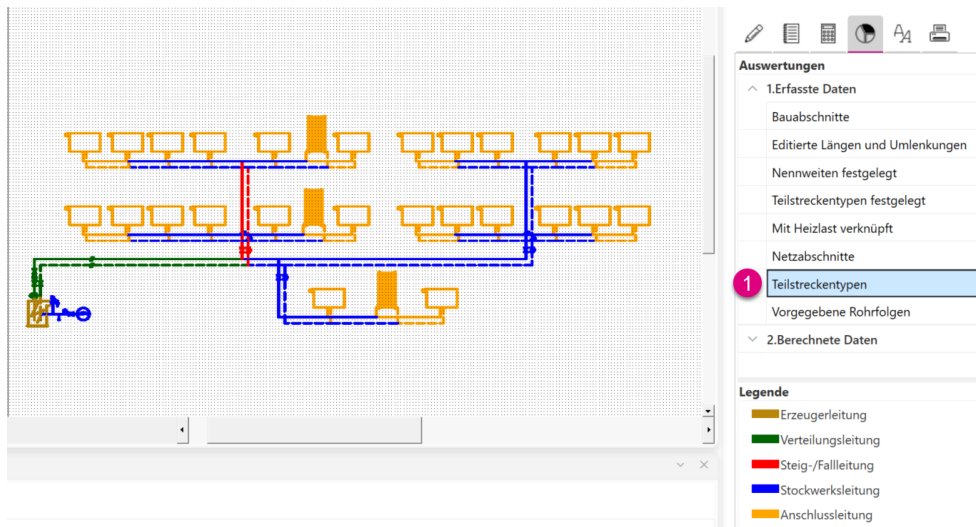 AA
Auswertungen
1.Erfasste Daten
Bauabschnitte
Editierte Längen und Umlenkungen
Nennweiten festgelegt
Teilstreckentypen festgelegt
Mit Heizlast verknüpft
Netzabschnitte
1 Teilstreckentypen
Vorgegebene Rohrfolgen
2.Berechnete Daten
Legende
Erzeugerleitung
Verteilungsleitung
Steig-/Fallleitung
Stockwerksleitung
Anschlussleitung